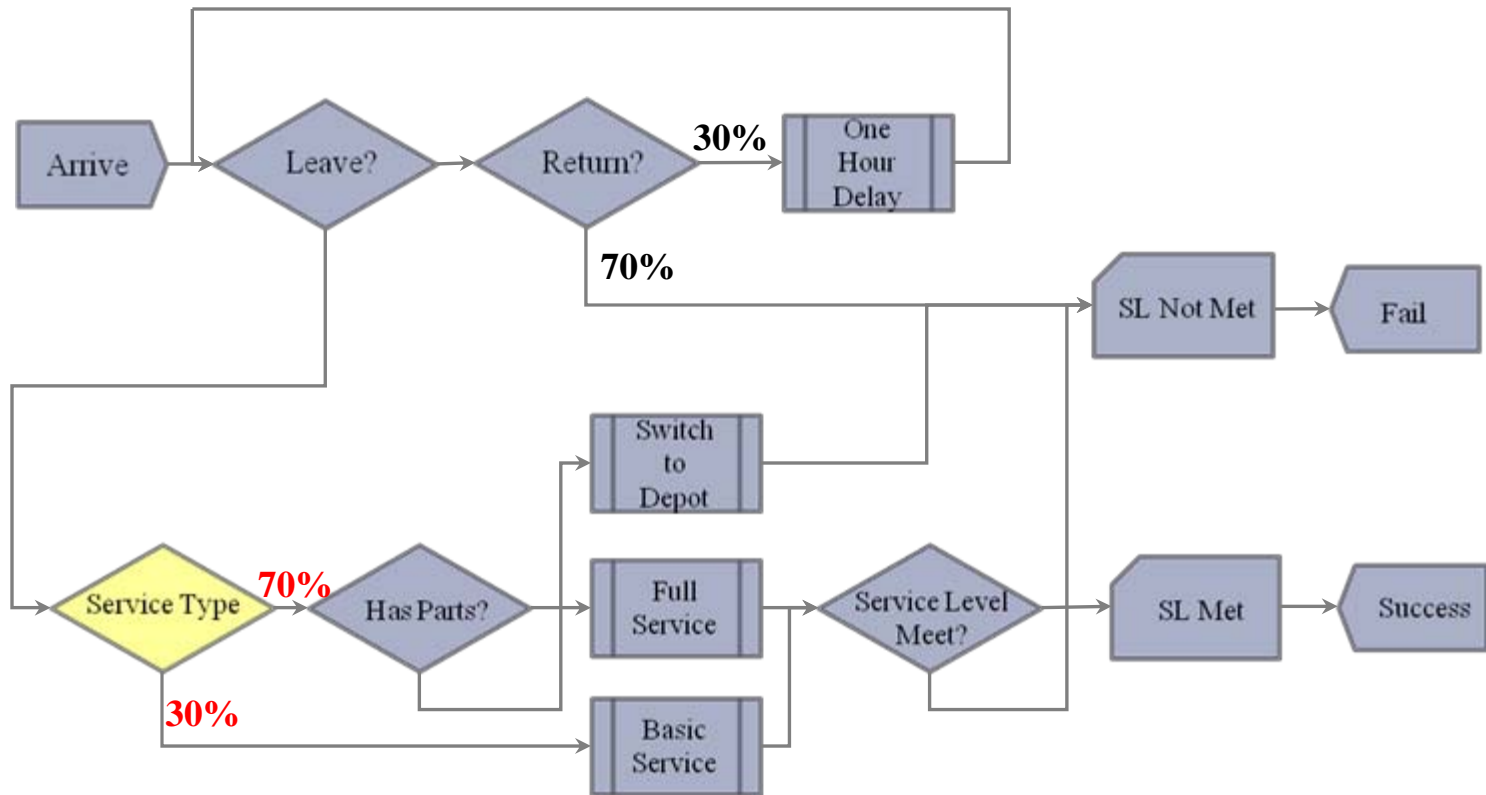 Arrive
Leave?
Return?
30%
One
Hour
Delay
70%
SL Not Met
Fail
Switch
to
Depot
Service Type
70%
Has Parts?
Full
Service
Service Level
Meet?
SL Met
Success
30%
Basic
Service